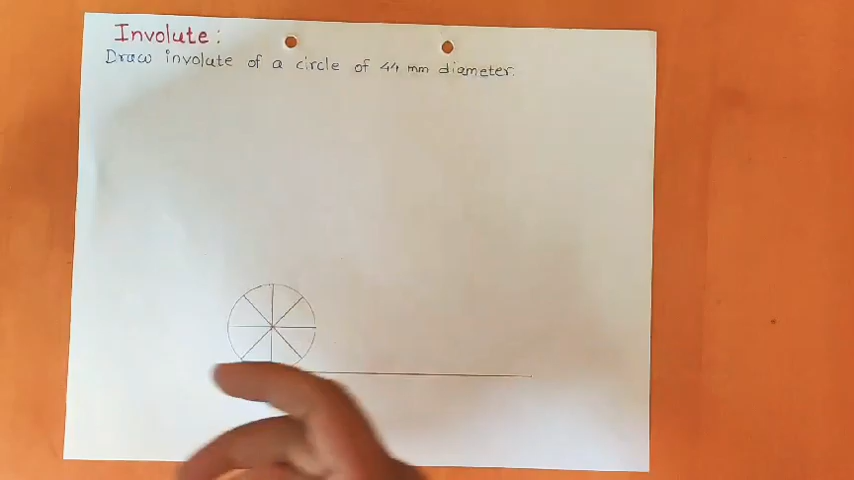 Involute:
Draw involute of a circle of 44 mm diameter.